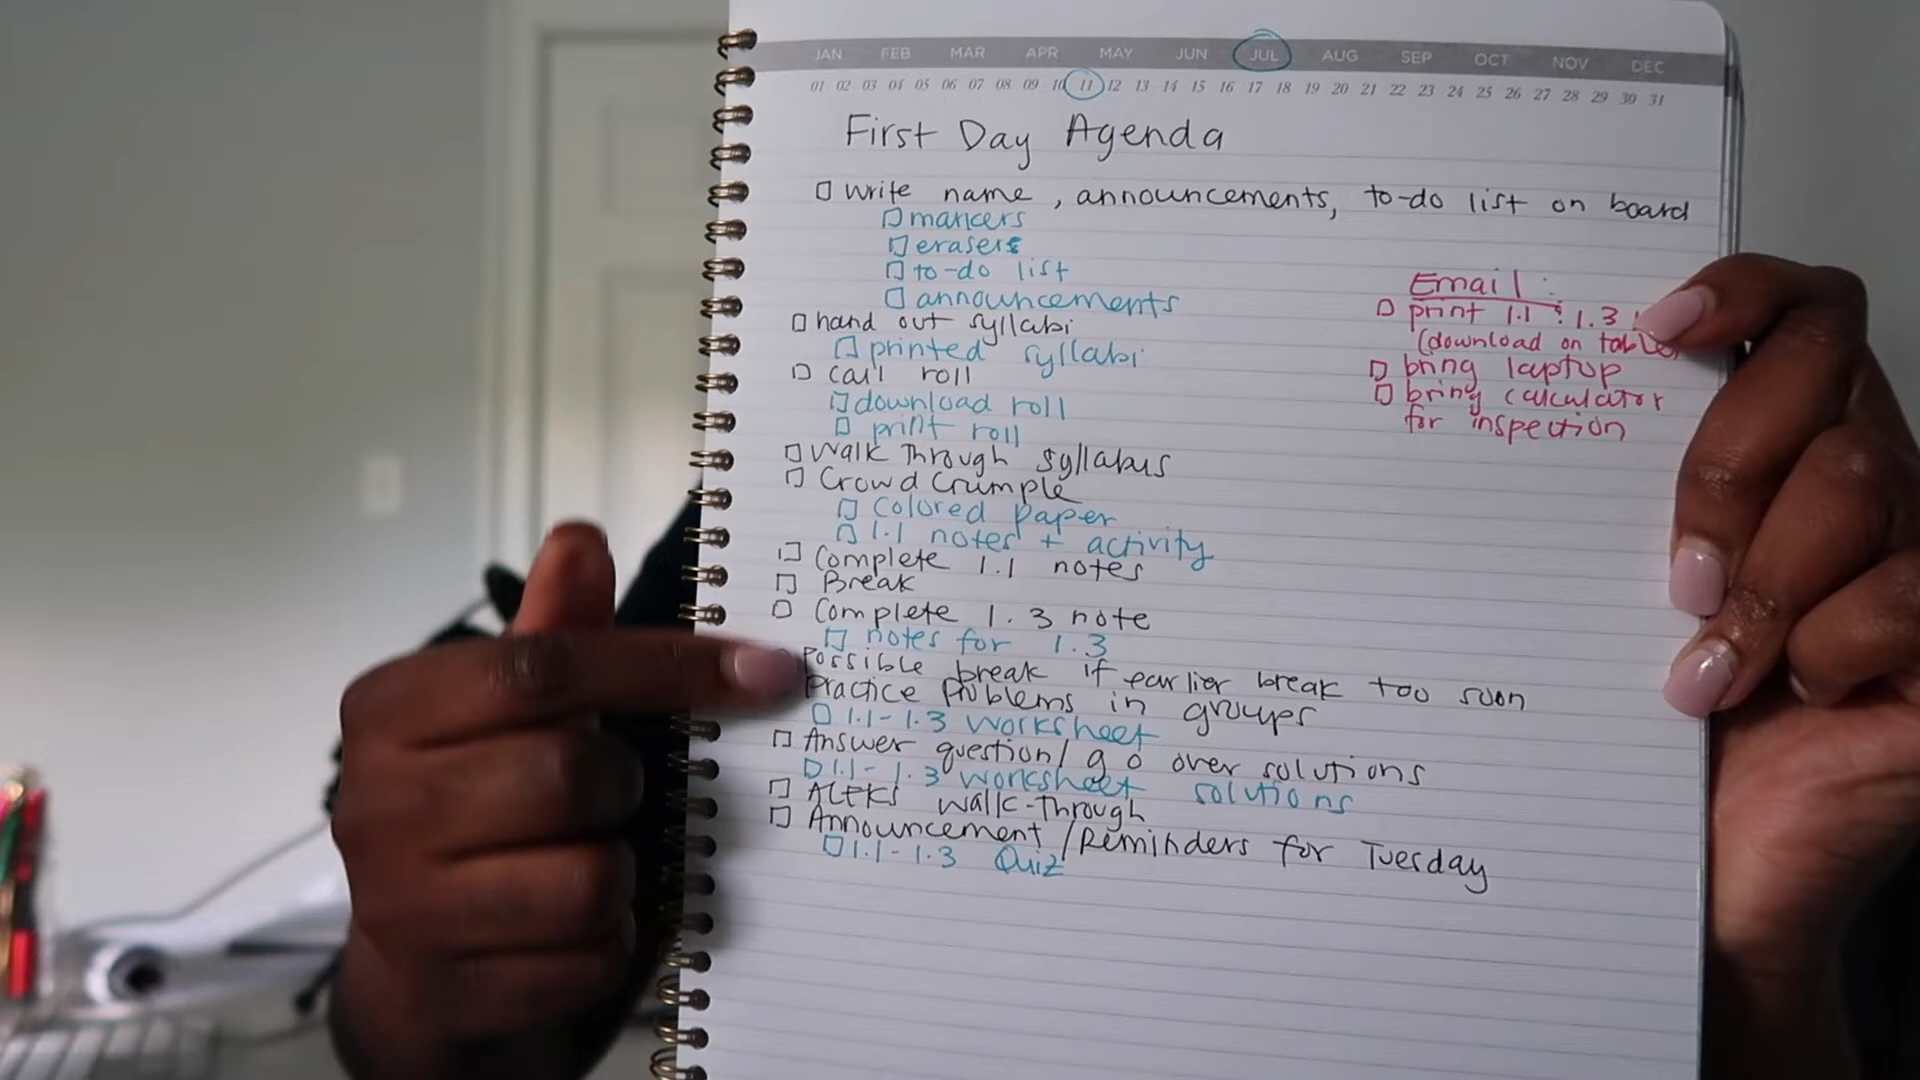 JAN FEB MAR APR MAY JUN JUL AUG SEP OCT NOV DEC
01 02 03 04 05 06 07 08 09 10 11 12 13 14 15 16 17 18 19 20 21 22 23 24 25 26 27 28 29 30 31
First Day Agenda
write name, announcements, to-do list on board
markers
erasers
to-do list
announcements
hand out syllabi
printed syllabi
call roll
download roll
print roll
Walk through syllabus
Crowd Crumple
colored paper
1.1 notes + activity
Complete 1.1 notes
Break
Complete 1.3 note
notes for 1.3
Possible break if earlier break too soon
Practice Problems in groups
1.1-1.3 worksheet
Answer question/go over solutions
1.1-1.3 worksheet solutions
ALEKS walk-through
Announcement/Reminders for Tuesday
1.1-1.3 Quiz
Email:
print 1.1 & 1.3
(download on
bring laptop
bring calculator
for inspection